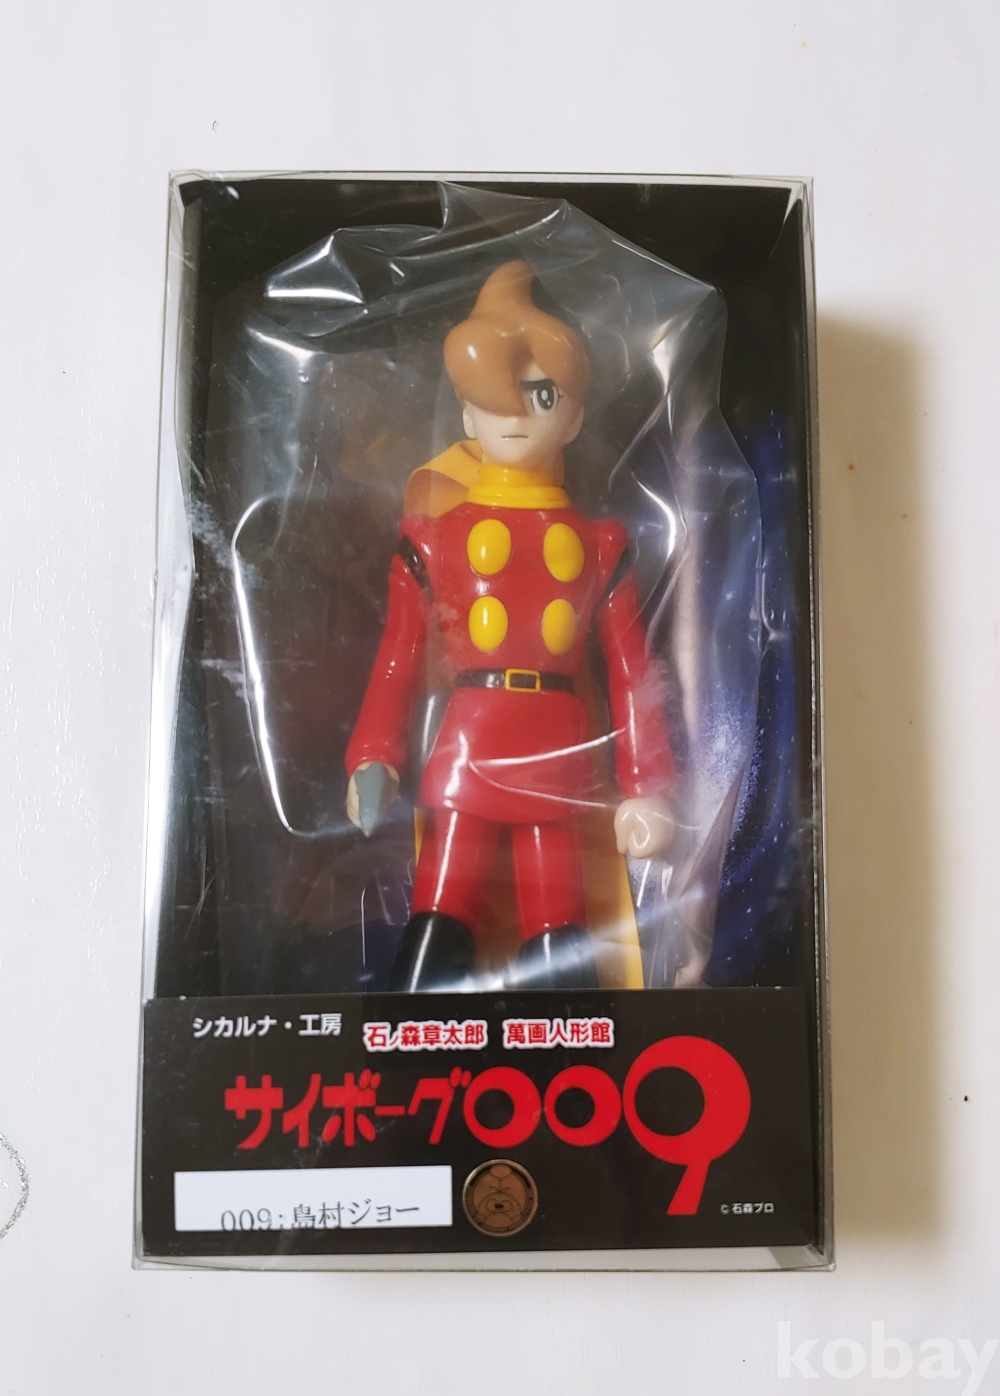 シカルナ・工房
石ノ森章太郎 萬画人形館
サイボーグ009
009:島村ジョー
©石森プロ
kobay